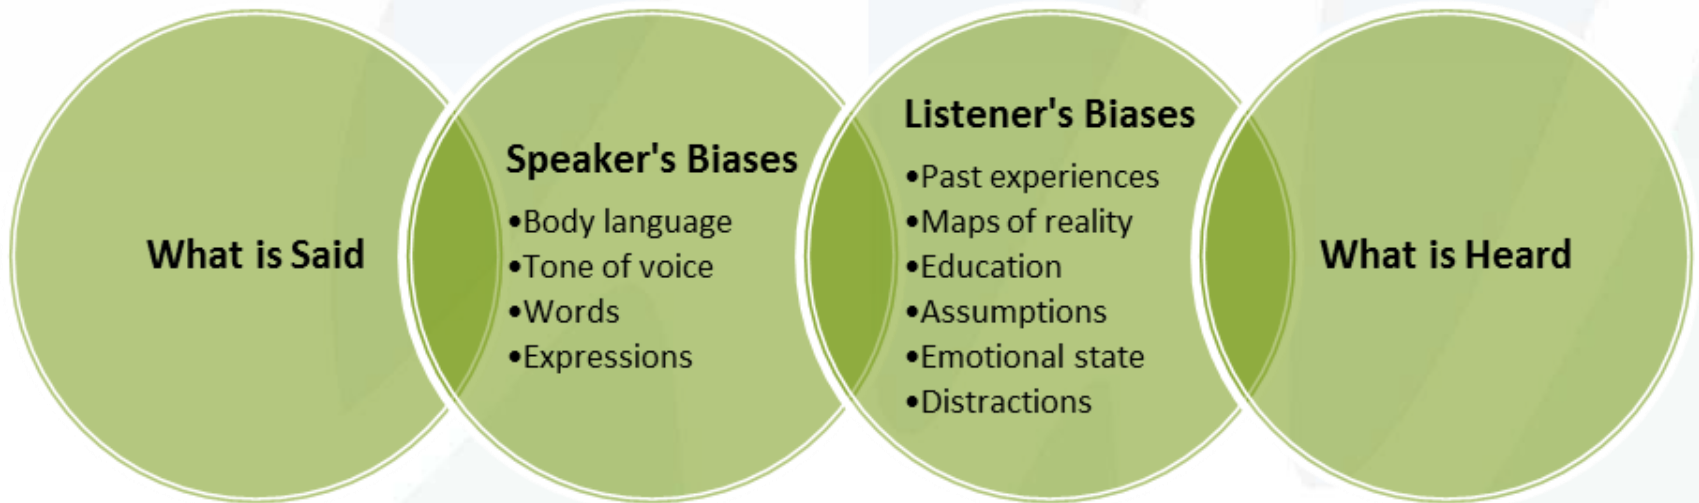 What is Said
Speaker's Biases
•Body language
•Tone of voice
•Words
•Expressions
Listener's Biases
•Past experiences
•Maps of reality
•Education
•Assumptions
•Emotional state
•Distractions
What is Heard